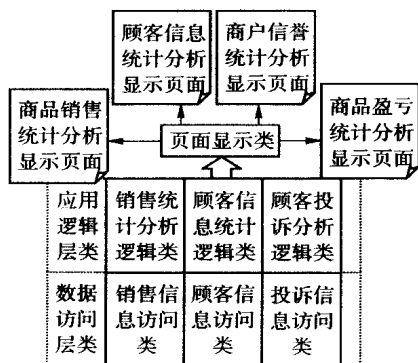 顾客信息
统计分析
显示页面
商户信誉
统计分析
显示页面
商品销售
统计分析
显示页面
页面显示类
商品盈亏
统计分析
显示页面
应用
逻辑
层类
销售统
计分析
逻辑类
顾客信
息统计
逻辑类
顾客投
诉分析
逻辑类
数据
访问
层类
销售信
息访问
类
顾客信
息访问
类
投诉信
息访问
类